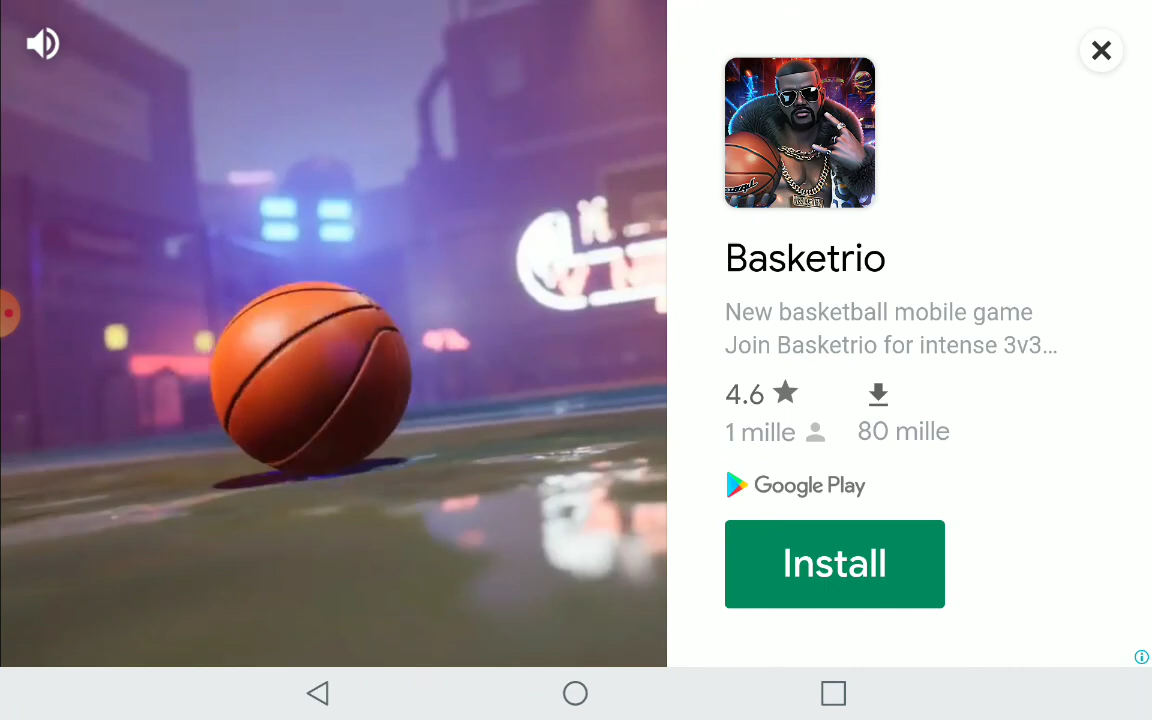 Basketrio
New basketball mobile game
Join Basketrio for intense 3v3...
4.6
1 mille
80 mille
Google Play
Install